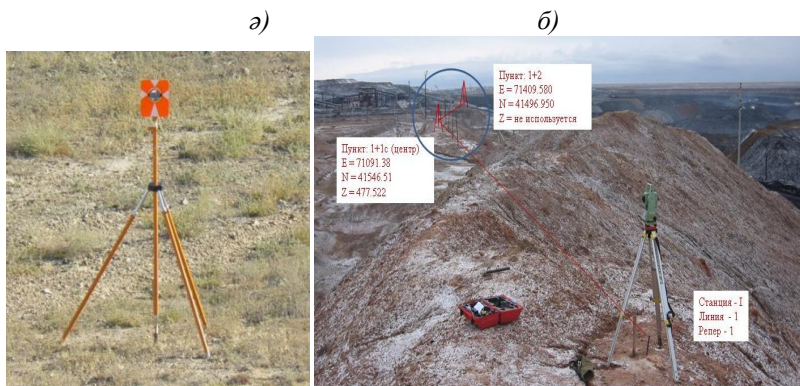 ә)
б)
Пункт: 1+2
E = 71409.580
N = 41496.950
Z = не используется
Пункт: 1+1с (центр)
E = 71091.38
N = 41546.51
Z = 477.522
Станция - I
Линия - 1
Репер - 1